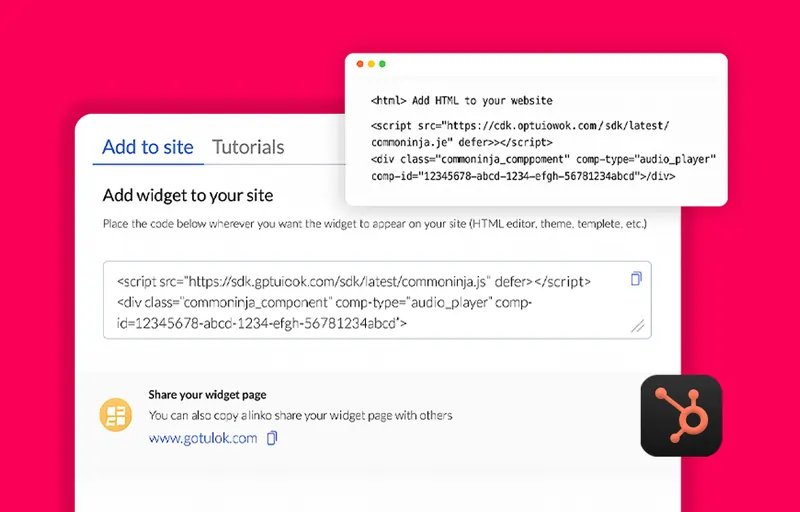 <html> Add HTML to your website
<script src="https://cdk.optuiowok.com/sdk/latest/
commoninja.je" defer>></script>
<div class="commoninja_comppoment" comp-type="audio_player"
comp-id="12345678-abcd-1234-efgh-56781234abcd">/div>
Add to site
Tutorials
Add widget to your site
Place the code below wherever you want the widget to appear on your site (HTML editor, theme, templete, etc.)
<script src="https://sdk.gptuiook.com/sdk/latest/commoninja.js" defer></script>
<div class="commoninja_component" comp-type="audio_player" comp-
id=12345678-abcd-1234-efgh-56781234abcd">
Share your widget page
You can also copy a linko share your widget page with others
www.gotulok.com